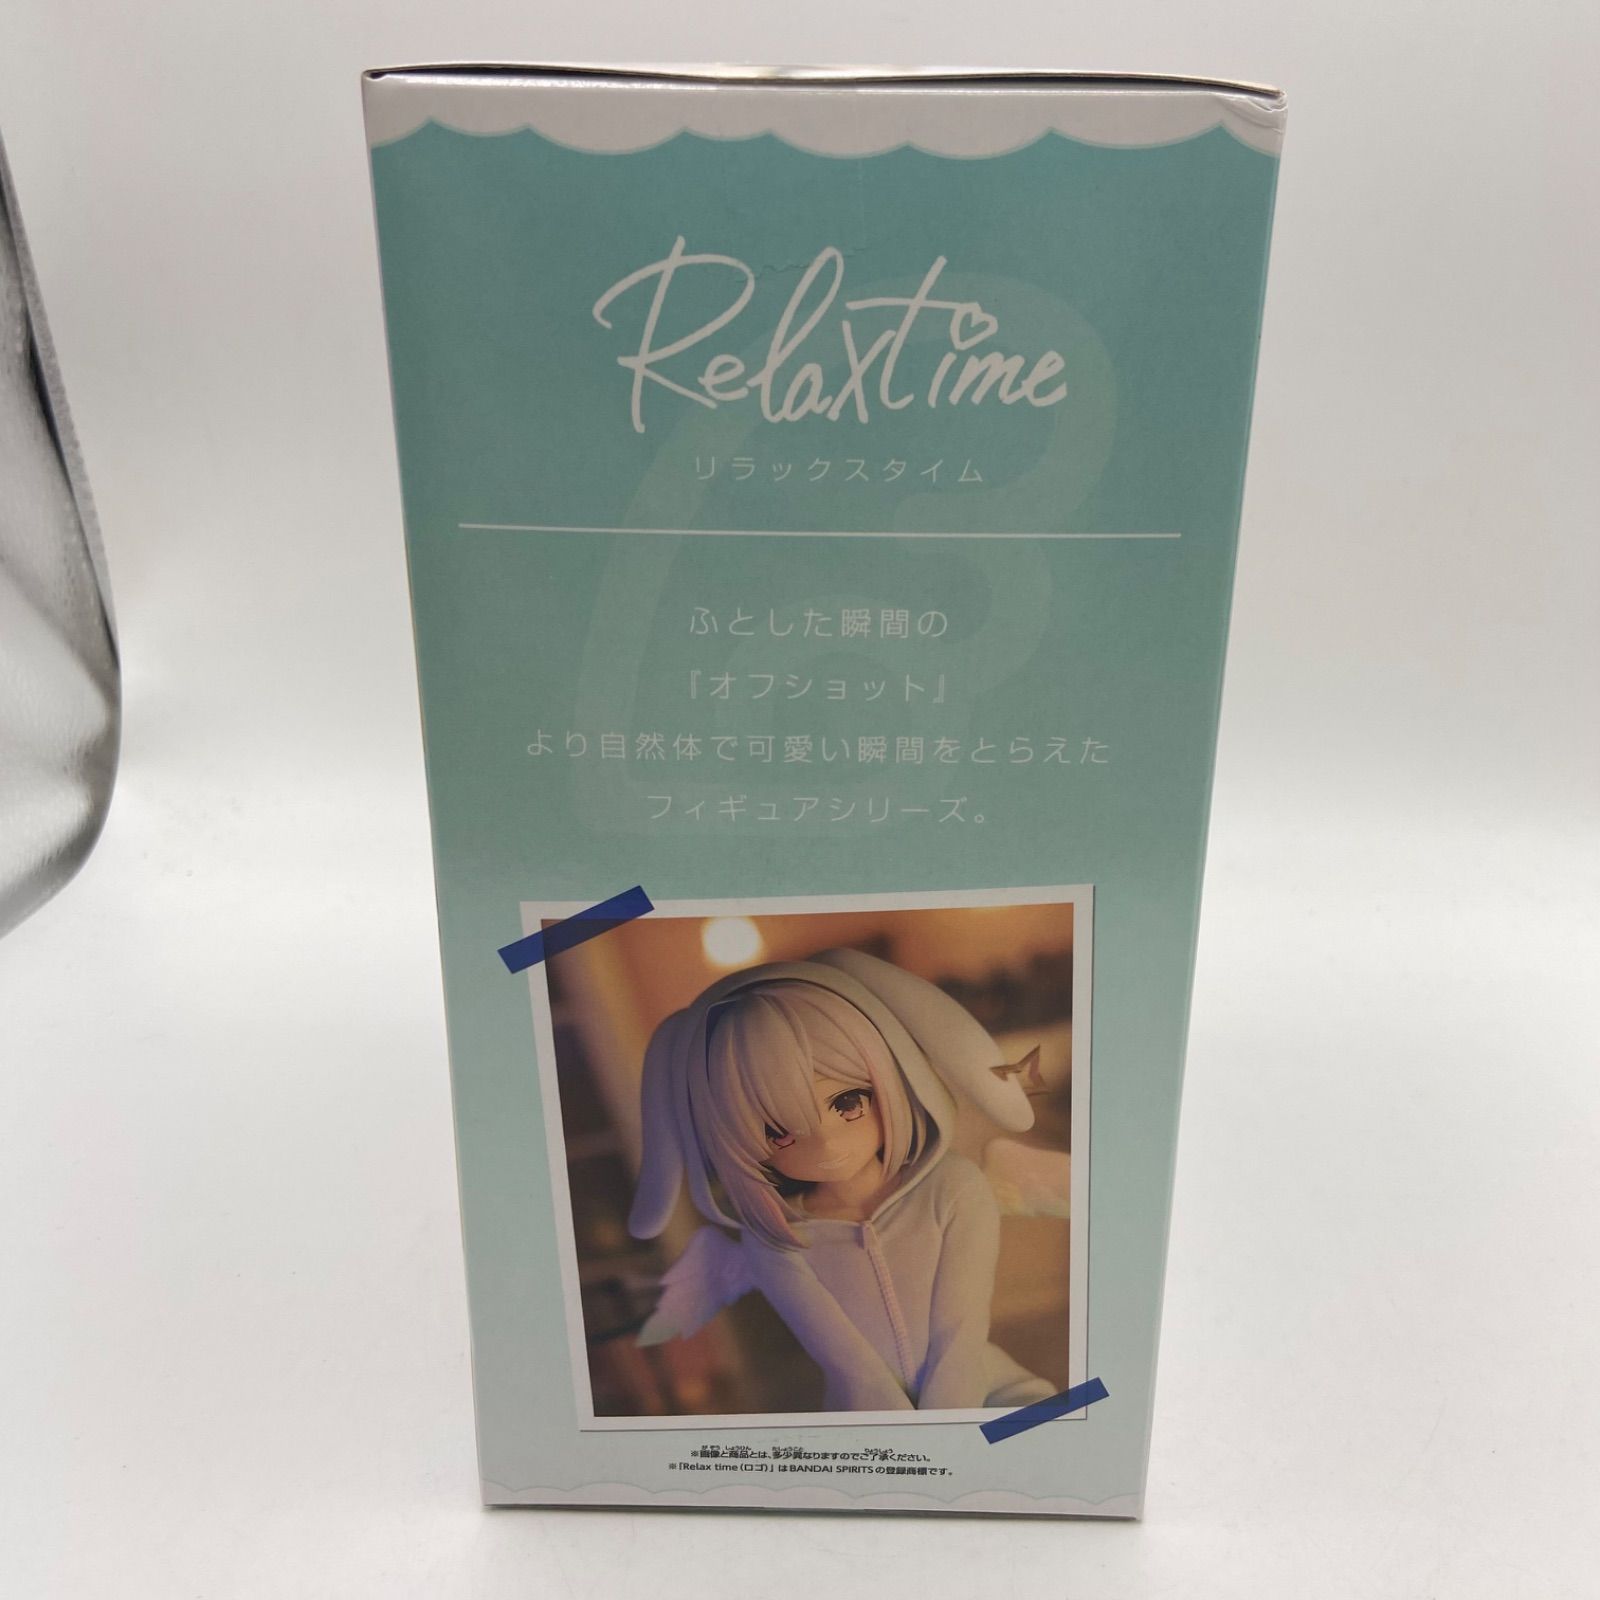 Relax time
リラックスタイム
ふとした瞬間の
『オフショット』
より自然体で可愛い瞬間をとらえた
フィギュアシリーズ。
※画像と商品とは、多少異なりますのでご了承ください。
※「Relax time（ロゴ）」はBANDAI SPIRITSの登録商標です。